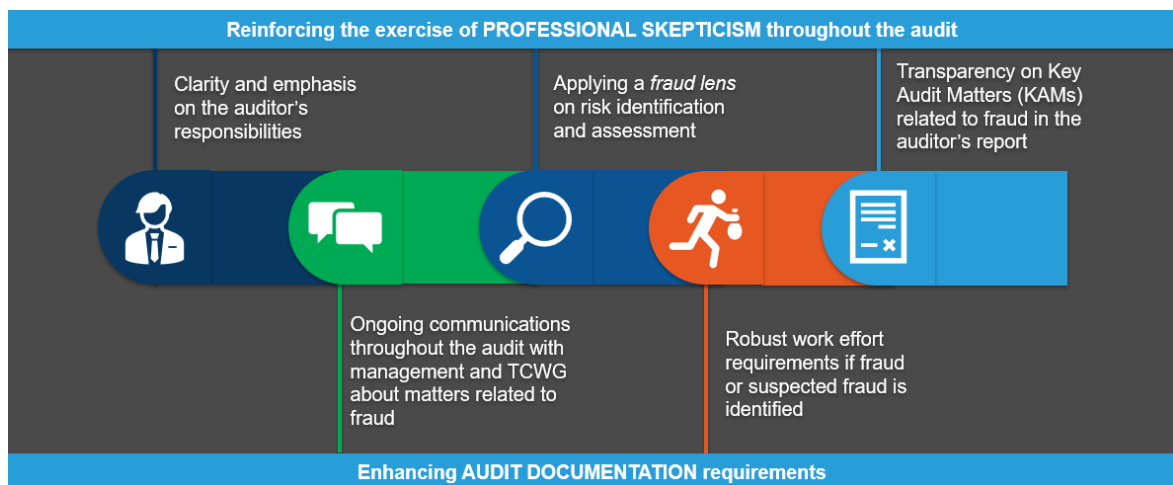 Reinforcing the exercise of PROFESSIONAL SKEPTICISM throughout the audit
Clarity and emphasis
on the auditor's
responsibilities
Applying a fraud lens
on risk identification
and assessment
Transparency on Key
Audit Matters (KAMs)
related to fraud in the
auditor's report
Ongoing communications
throughout the audit with
management and TCWG
about matters related to
fraud
Robust work effort
requirements if fraud
or suspected fraud is
identified
Enhancing AUDIT DOCUMENTATION requirements